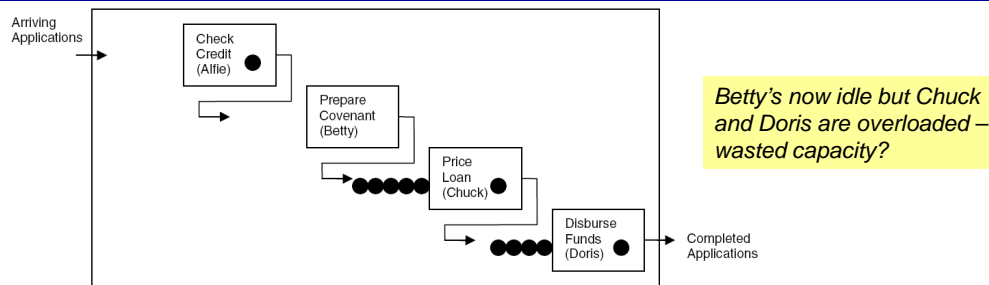 Arriving
Applications
Check
Credit
(Alfie)
Prepare
Covenant
(Betty)
Price
Loan
(Chuck)
Disburse
Funds
(Doris)
Completed
Applications
Betty's now idle but Chuck
and Doris are overloaded –
wasted capacity?